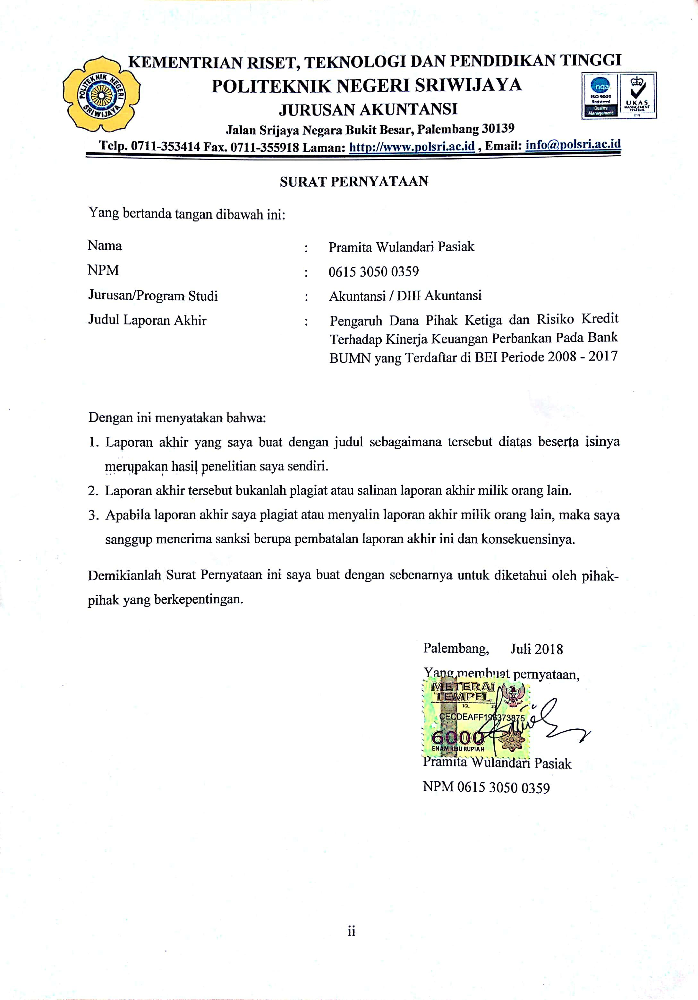 KEMENTRIAN RISET, TEKNOLOGI DAN PENDIDIKAN TINGGI
POLITEKNIK NEGERI SRIWIJAYA
JURUSAN AKUNTANSI
Jalan Srijaya Negara Bukit Besar, Palembang 30139
Telp. 0711-353414 Fax. 0711-355918 Laman: http://www.polsri.ac.id , Email: info@polsri.ac.id
POLITEKNIK NEGERI
SRIWIJAYA
nqa.
ISO 9001
Registered
Quality
Management
UKAS
MANAGEMENT
SYSTEMS
SURAT PERNYATAAN
Yang bertanda tangan dibawah ini:
Nama : Pramita Wulandari Pasiak
NPM : 0615 3050 0359
Jurusan/Program Studi : Akuntansi / DIII Akuntansi
Judul Laporan Akhir : Pengaruh Dana Pihak Ketiga dan Risiko Kredit
Terhadap Kinerja Keuangan Perbankan Pada Bank
BUMN yang Terdaftar di BEI Periode 2008 - 2017
Dengan ini menyatakan bahwa:
1. Laporan akhir yang saya buat dengan judul sebagaimana tersebut diatas beserta isinya
merupakan hasil penelitian saya sendiri.
2. Laporan akhir tersebut bukanlah plagiat atau salinan laporan akhir milik orang lain.
3. Apabila laporan akhir saya plagiat atau menyalin laporan akhir milik orang lain, maka saya
sanggup menerima sanksi berupa pembatalan laporan akhir ini dan konsekuensinya.
Demikianlah Surat Pernyataan ini saya buat dengan sebenarnya untuk diketahui oleh pihak-
pihak yang berkepentingan.
Palembang, Juli 2018
Yang membuat pernyataan,
METERAI
TEMPEL
TGL. 20
CECDEAFF196373875
6000
ENAM RIBU RUPIAH
Pramita Wulandari Pasiak
NPM 0615 3050 0359
ii